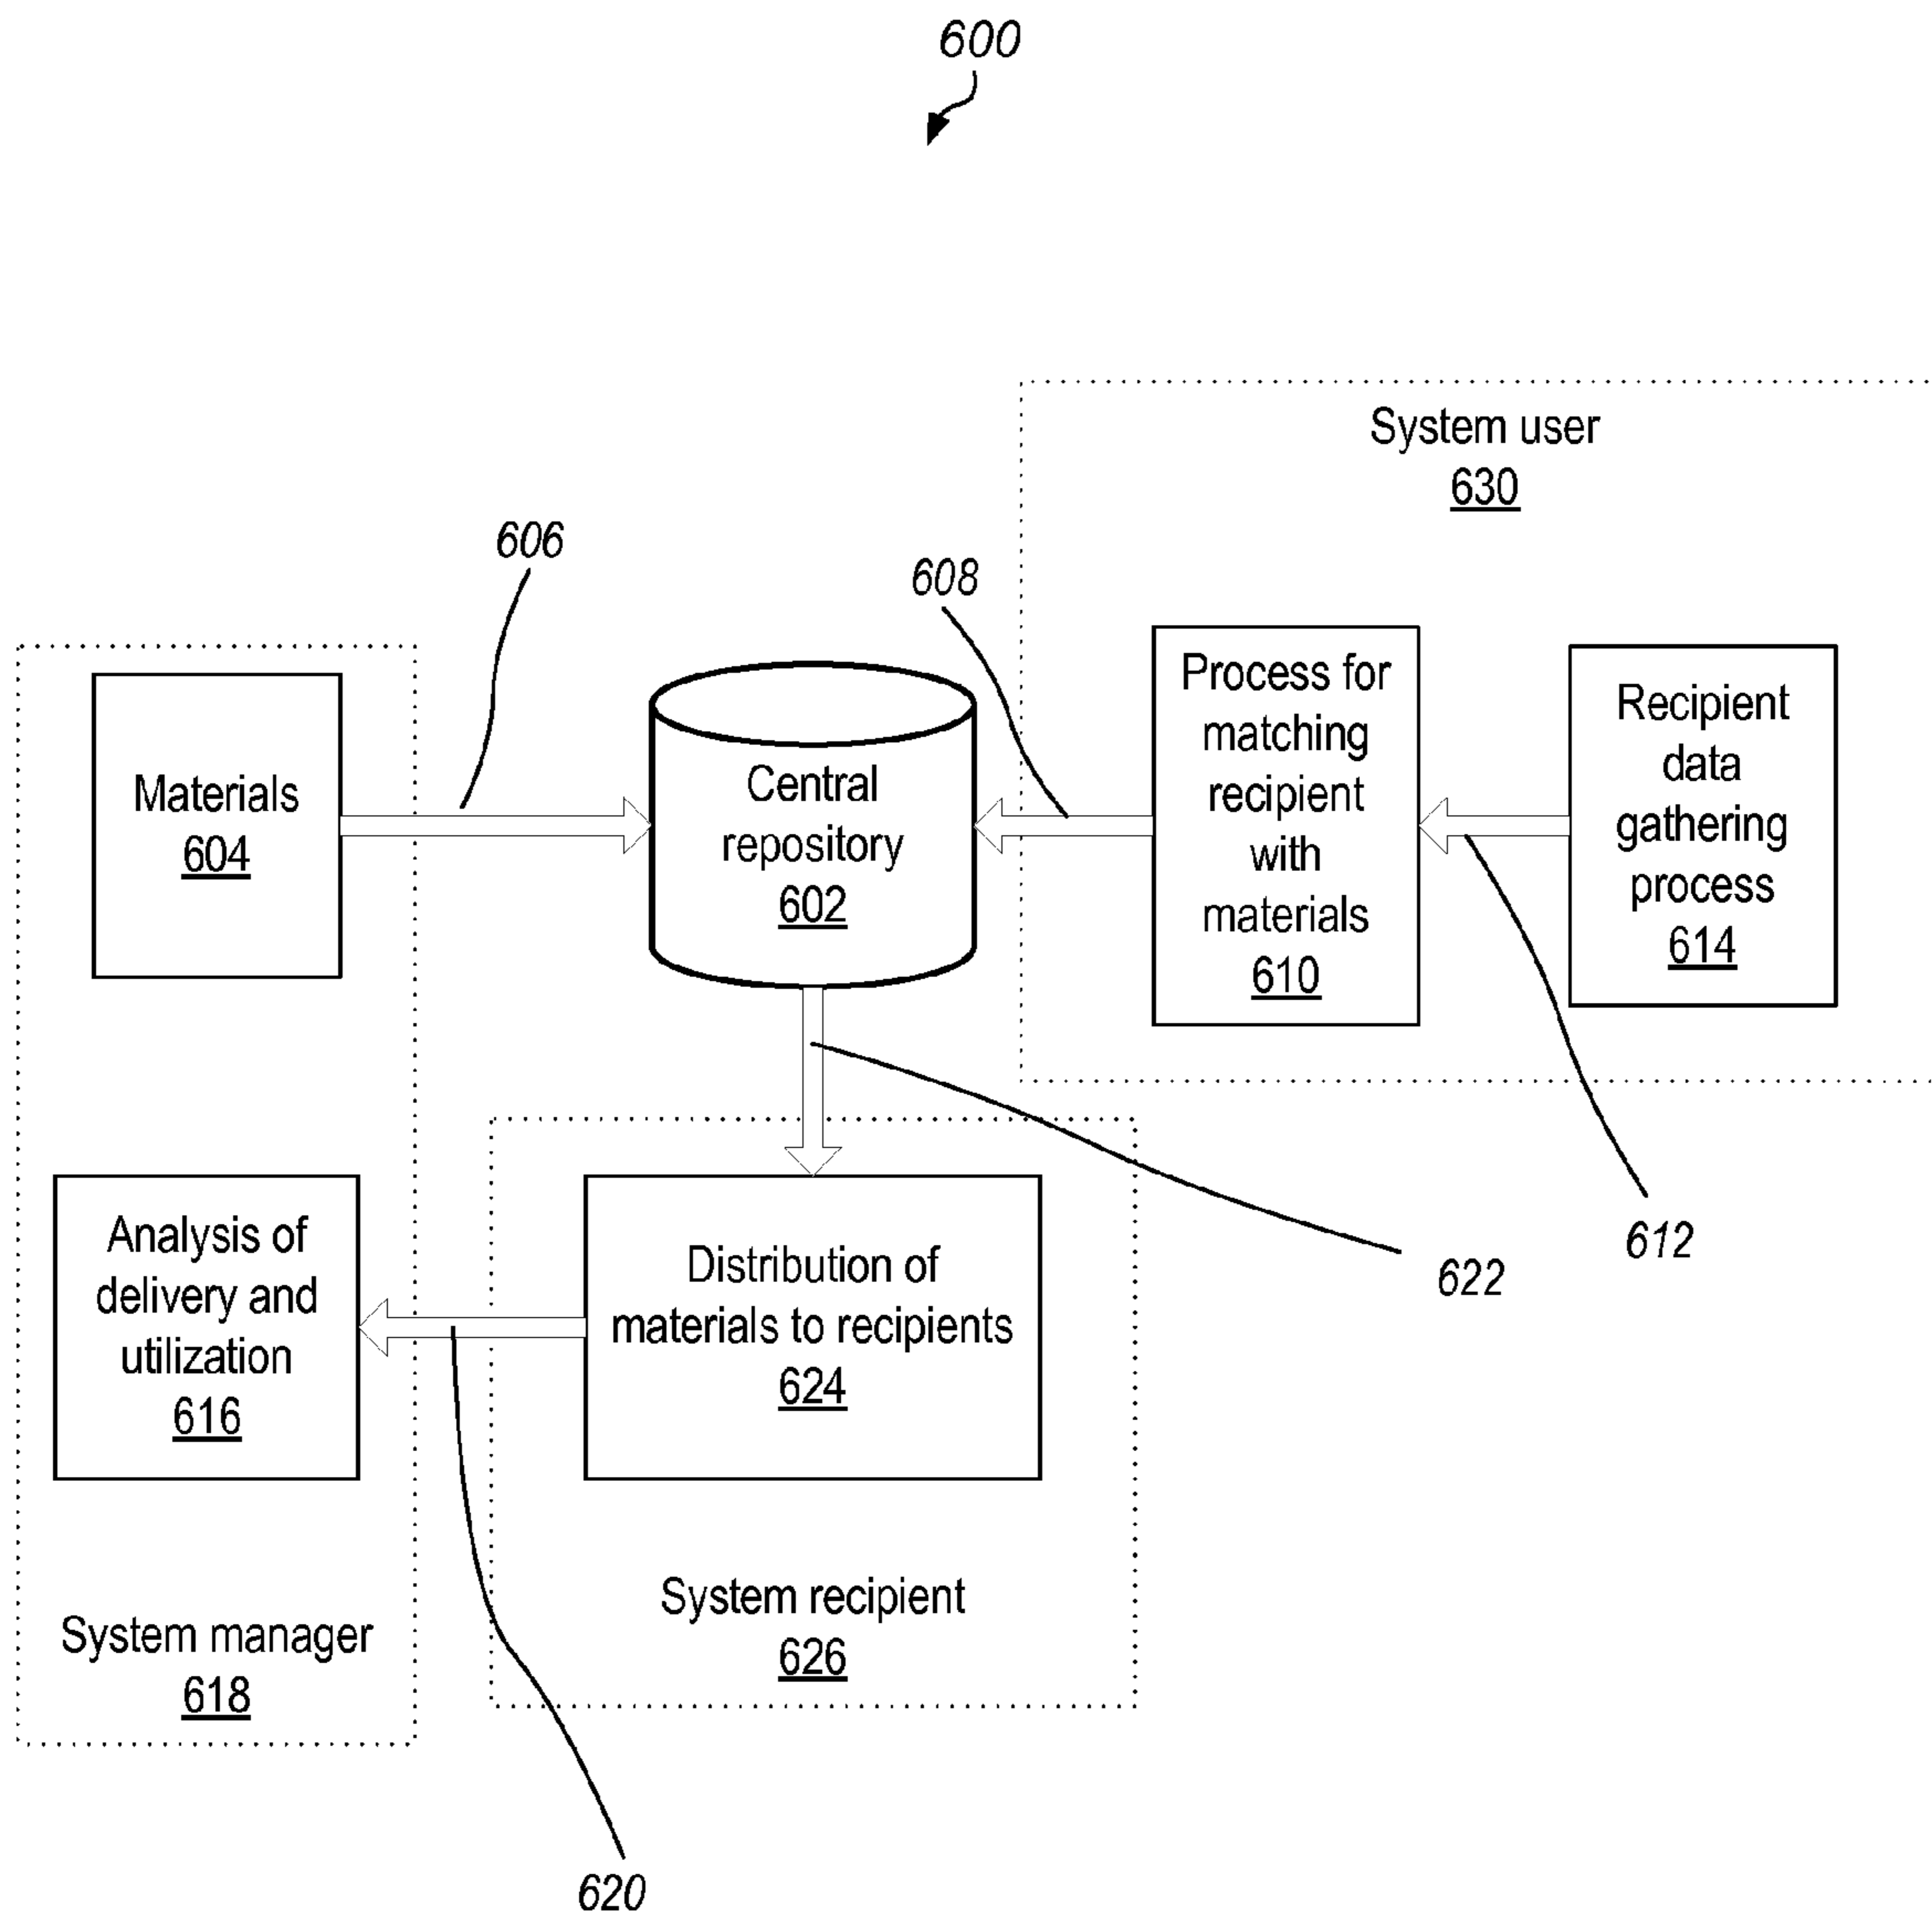 600
System user
630
606
608
Materials
604
Central
repository
602
Process for
matching
recipient
with
materials
610
Recipient
data
gathering
process
614
Analysis of
delivery and
utilization
616
Distribution of
materials to recipients
624
622
612
System manager
618
System recipient
626
620